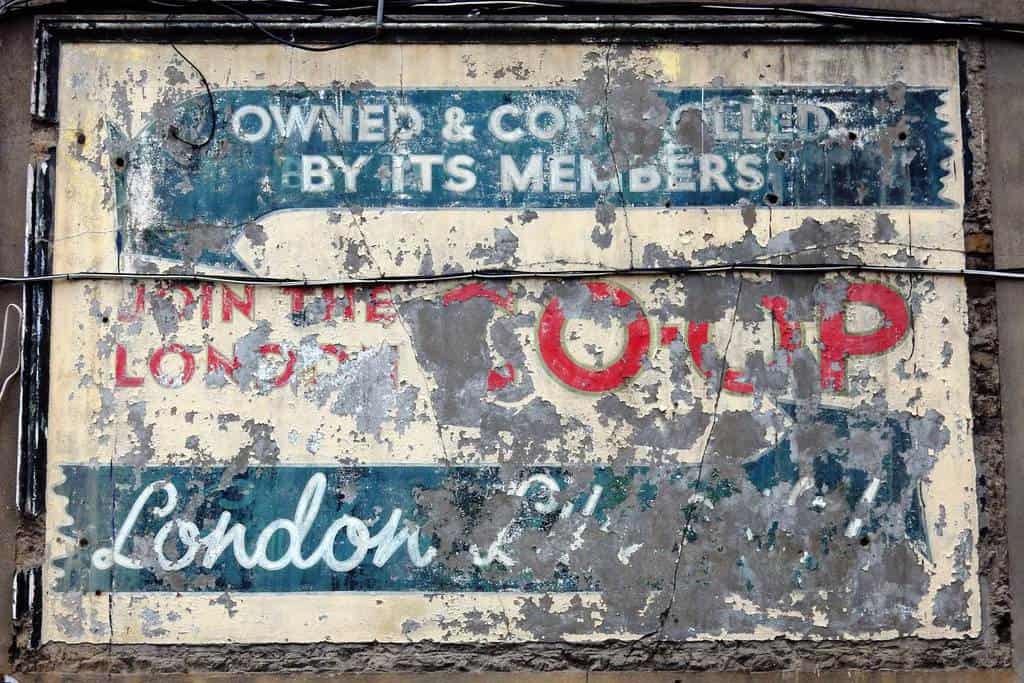 OWNED & CONTROLLED
BY ITS MEMBERS
JOIN THE
LONDON
CO-OP
London